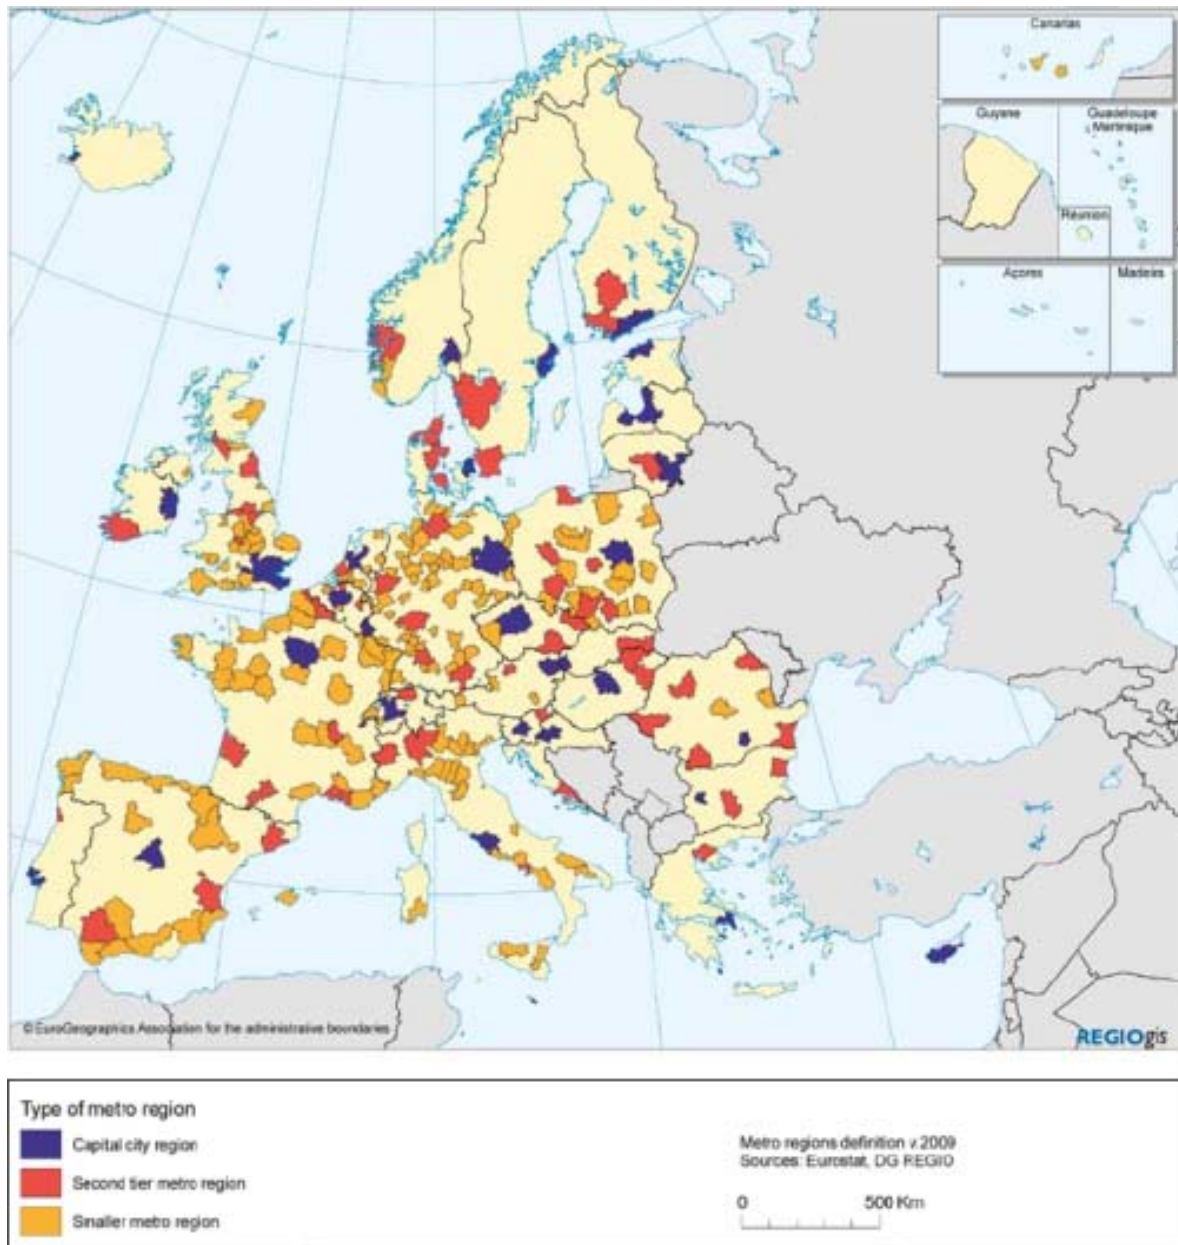 Canarias
Guyane
Guadeloupe
Martinique
Réunion
Açores
Madeira
© EuroGeographics Association for the administrative boundaries
REGIOgis
Type of metro region
Capital city region
Second tier metro region
Smaller metro region
Metro regions definition v.2009
Sources: Eurostat, DG REGIO
0 500 Km